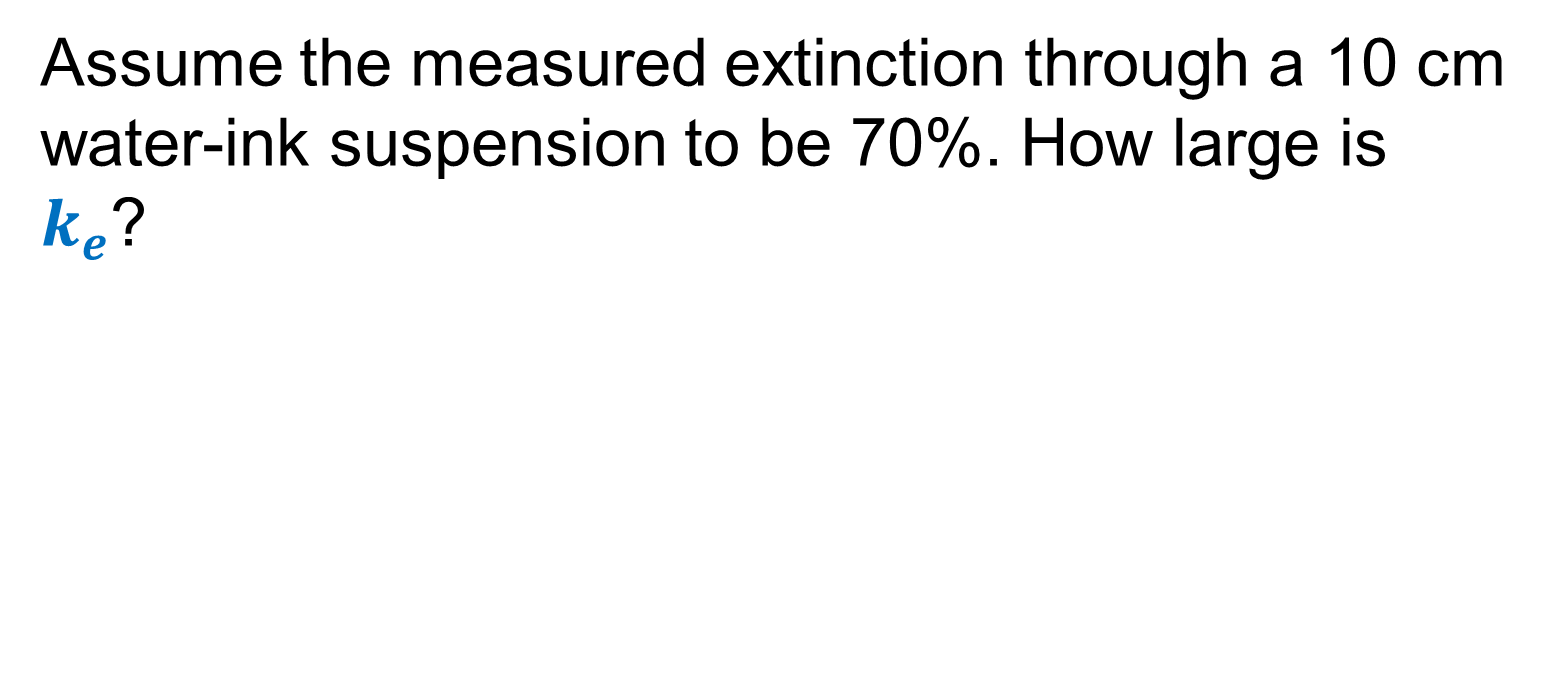 Assume the measured extinction through a 10 cm
water-ink suspension to be 70%. How large is
kₑ?